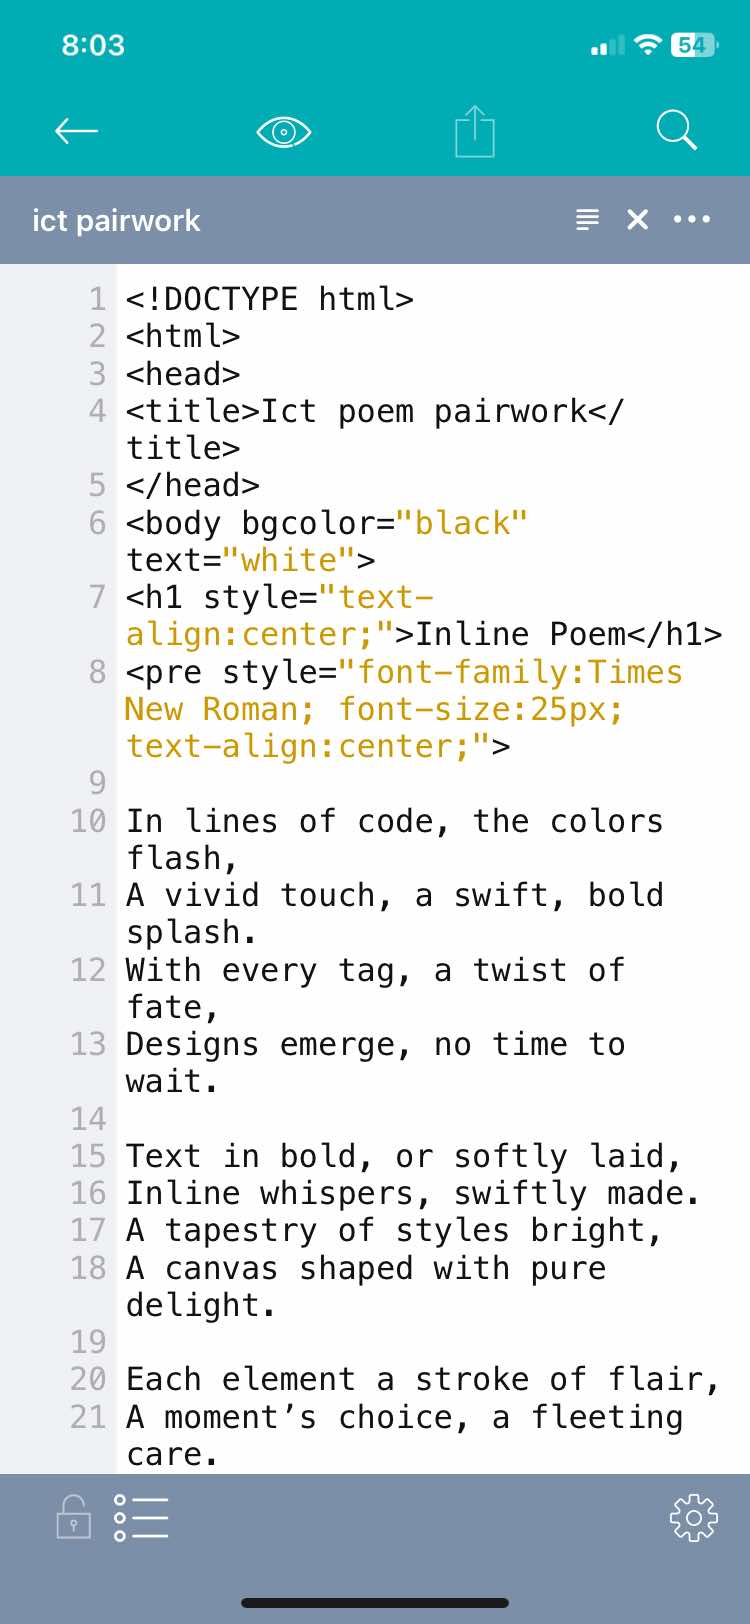 8:03
54
ict pairwork
1 <!DOCTYPE html>
2 <html>
3 <head>
4 <title>Ict poem pairwork</
title>
5 </head>
6 <body bgcolor="black"
text="white">
7 <h1 style="text-
align:center;">Inline Poem</h1>
8 <pre style="font-family:Times
New Roman; font-size:25px;
text-align:center;">
9
10 In lines of code, the colors
flash,
11 A vivid touch, a swift, bold
splash.
12 With every tag, a twist of
fate,
13 Designs emerge, no time to
wait.
14
15 Text in bold, or softly laid,
16 Inline whispers, swiftly made.
17 A tapestry of styles bright,
18 A canvas shaped with pure
delight.
19
20 Each element a stroke of flair,
21 A moment’s choice, a fleeting
care.